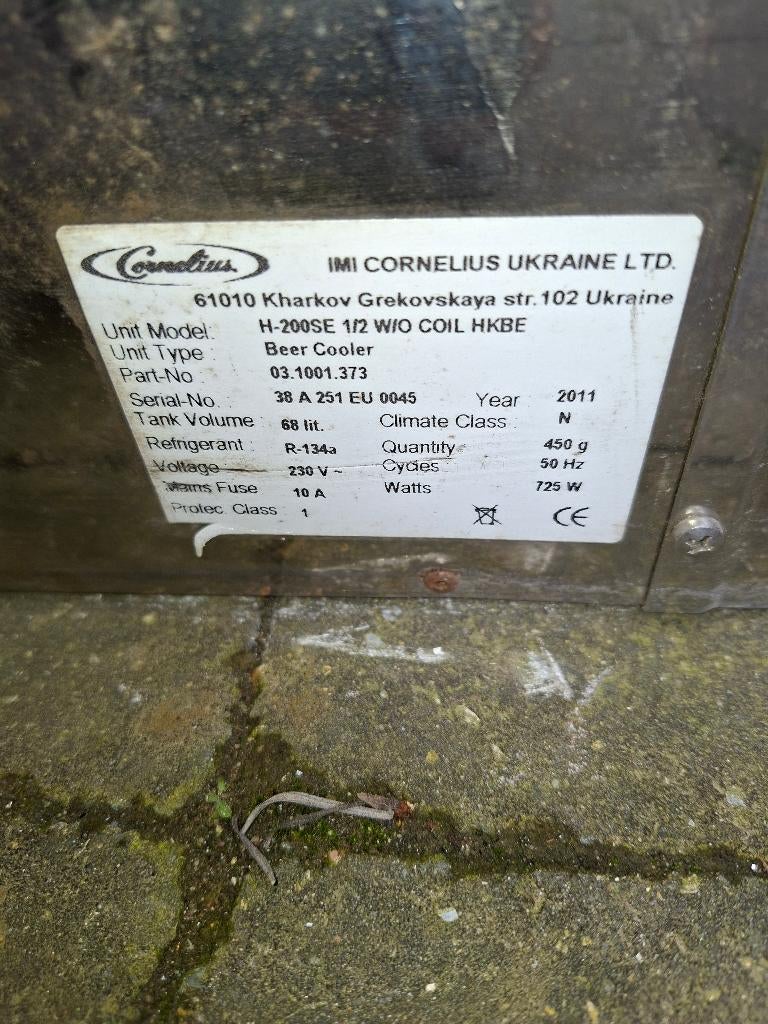 Cornelius.
IMI CORNELIUS UKRAINE LTD.
61010 Kharkov Grekovskaya str.102 Ukraine
Unit Model: H-200SE 1/2 W/O COIL HKBE
Unit Type : Beer Cooler
Part-No : 03.1001.373
Serial-No. : 38 A 251 EU 0045 Year 2011
Tank Volume : 68 lit. Climate Class : N
Refrigerant : R-134a Quantity : 450 g
Voltage 230 V ~ Cycles 50 Hz
Mains Fuse 10 A Watts 725 W
Protec. Class : 1 CE